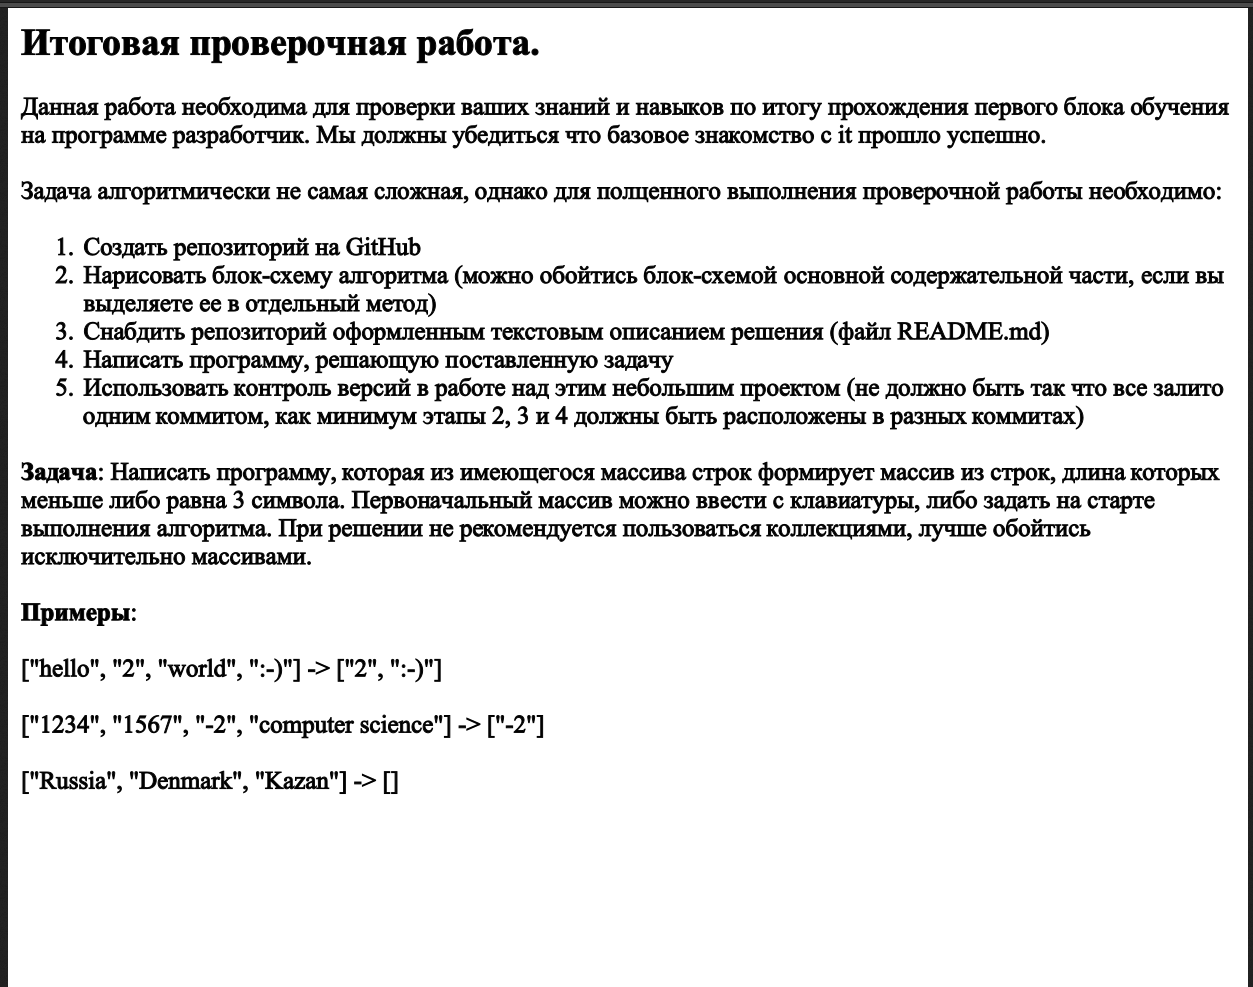 Итоговая проверочная работа.
Данная работа необходима для проверки ваших знаний и навыков по итогу прохождения первого блока обучения
на программе разработчик. Мы должны убедиться что базовое знакомство с it прошло успешно.
Задача алгоритмически не самая сложная, однако для полценного выполнения проверочной работы необходимо:
1. Создать репозиторий на GitHub
2. Нарисовать блок-схему алгоритма (можно обойтись блок-схемой основной содержательной части, если вы
выделяете ее в отдельный метод)
3. Снабдить репозиторий оформленным текстовым описанием решения (файл README.md)
4. Написать программу, решающую поставленную задачу
5. Использовать контроль версий в работе над этим небольшим проектом (не должно быть так что все залито
одним коммитом, как минимум этапы 2, 3 и 4 должны быть расположены в разных коммитах)
Задача: Написать программу, которая из имеющегося массива строк формирует массив из строк, длина которых
меньше либо равна 3 символа. Первоначальный массив можно ввести с клавиатуры, либо задать на старте
выполнения алгоритма. При решении не рекомендуется пользоваться коллекциями, лучше обойтись
исключительно массивами.
Примеры:
["hello", "2", "world", ":-)"] -> ["2", ":-)"]
["1234", "1567", "-2", "computer science"] -> ["-2"]
["Russia", "Denmark", "Kazan"] -> []